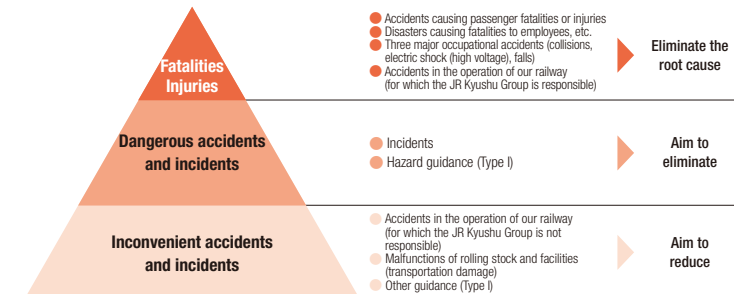 Fatalities
Injuries
Accidents causing passenger fatalities or injuries
Disasters causing fatalities to employees, etc.
Three major occupational accidents (collisions,
electric shock (high voltage), falls)
Accidents in the operation of our railway
(for which the JR Kyushu Group is responsible)
Eliminate the
root cause
Dangerous accidents
and incidents
Incidents
Hazard guidance (Type I)
Aim to
eliminate
Inconvenient accidents
and incidents
Accidents in the operation of our railway
(for which the JR Kyushu Group is not
responsible)
Malfunctions of rolling stock and facilities
(transportation damage)
Other guidance (Type I)
Aim to
reduce